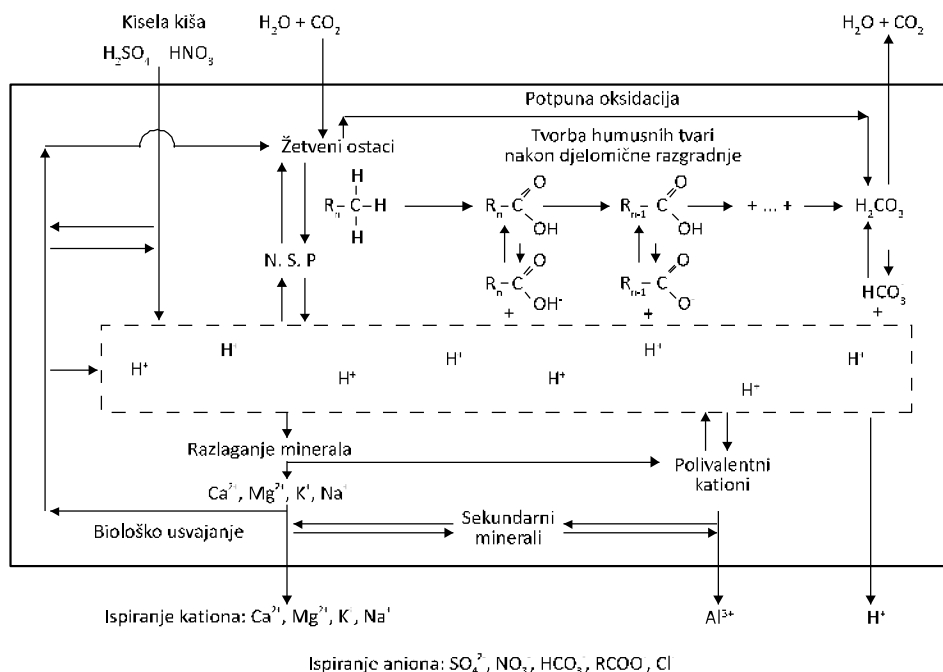 Kisela kiša
H₂O + CO₂
H₂O + CO₂
H₂SO₄ HNO₃
Potpuna oksidacija
Žetveni ostaci
Tvorba humusnih tvari
nakon djelomične razgradnje
H
Rₙ – C – H
H
Rₙ – C
O
OH
Rₙ₋₁ – C
O
OH
+ ... +
H₂CO₃
N. S. P
Rₙ – C
O
OH⁻
Rₙ₋₁ – C
O
O⁻
HCO₃⁻
+
+
+
H⁺
H⁺
H⁺
H⁺
H⁺
H⁺
H⁺
H⁺
Razlaganje minerala
Polivalentni
kationi
Ca²⁺, Mg²⁺, K⁺, Na⁺
Biološko usvajanje
Sekundarni
minerali
Ispiranje kationa: Ca²⁺, Mg²⁺, K⁺, Na⁺
Al³⁺
H⁺
Ispiranje aniona: SO₄²⁻, NO₃⁻, HCO₃⁻, RCOO⁻, Cl⁻